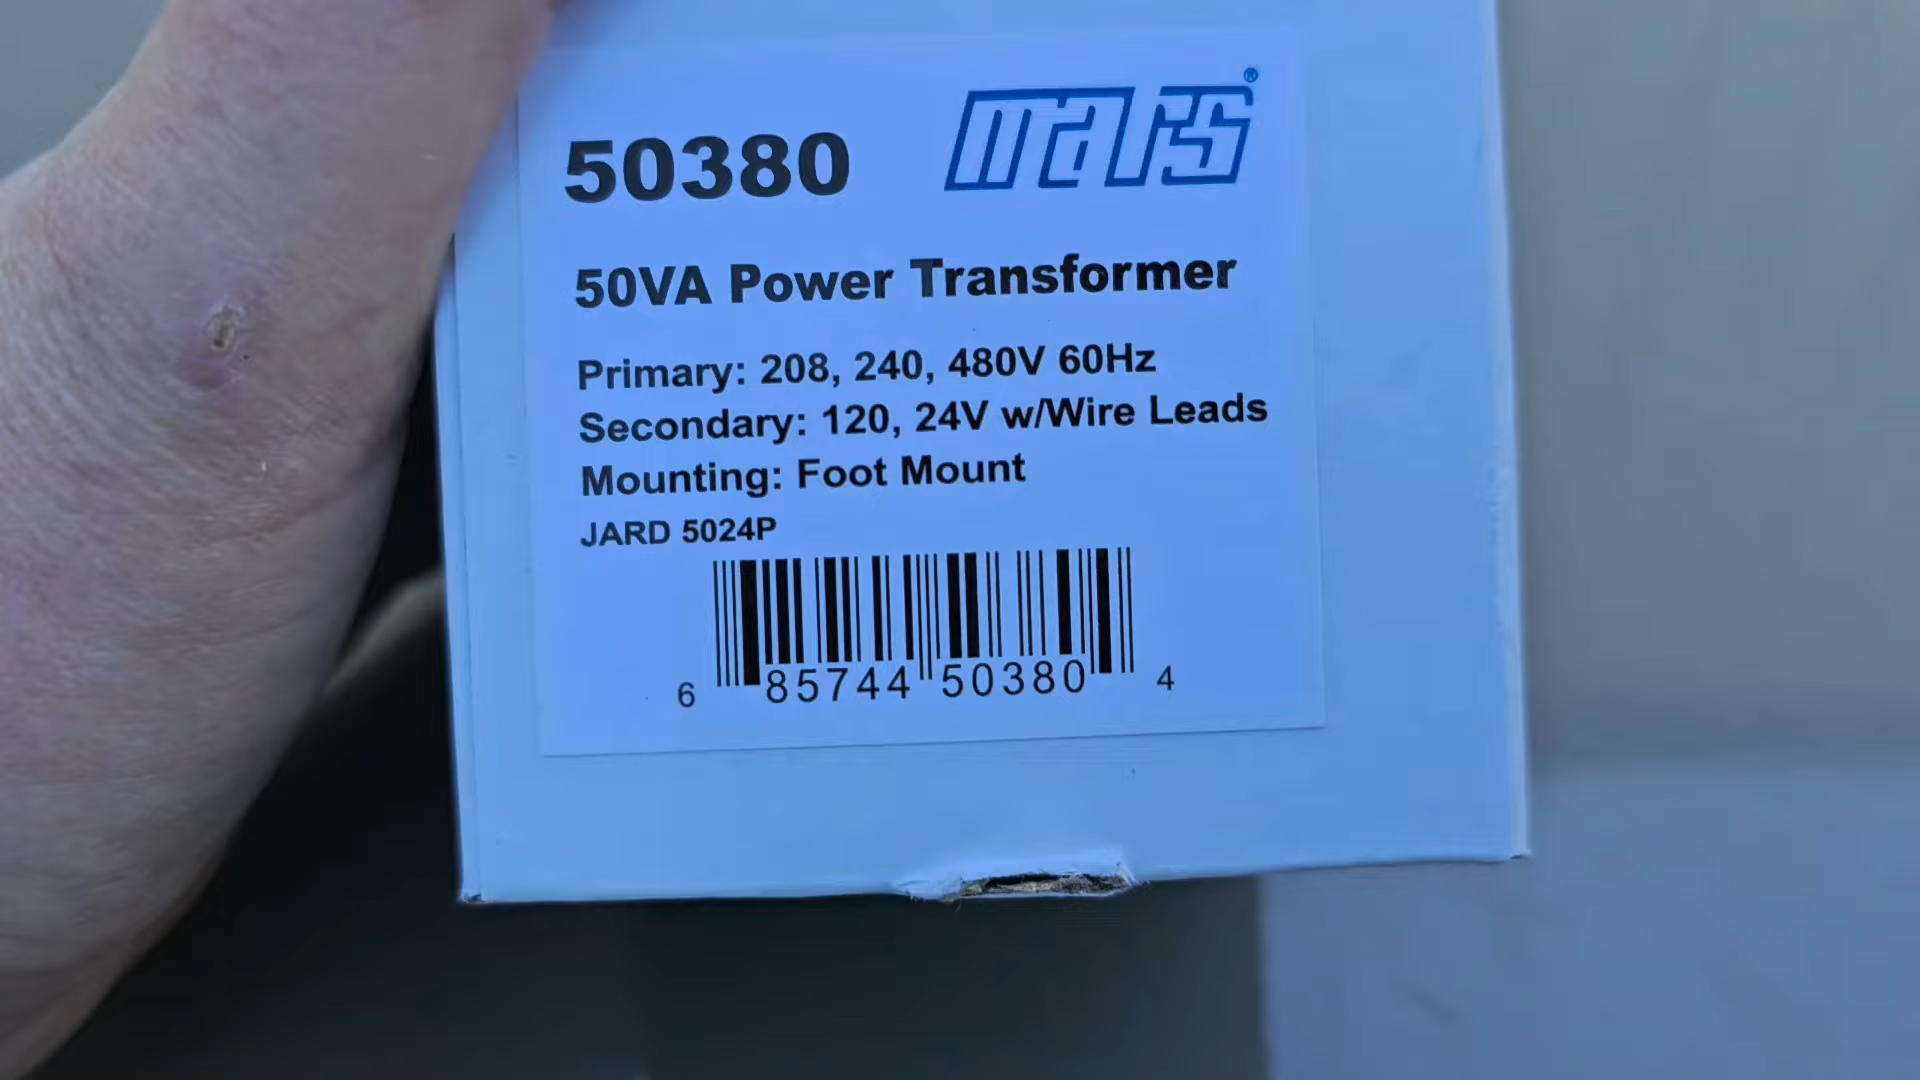 mars®
50380
50VA Power Transformer
Primary: 208, 240, 480V 60Hz
Secondary: 120, 24V w/Wire Leads
Mounting: Foot Mount
JARD 5024P
6 85744 50380 4